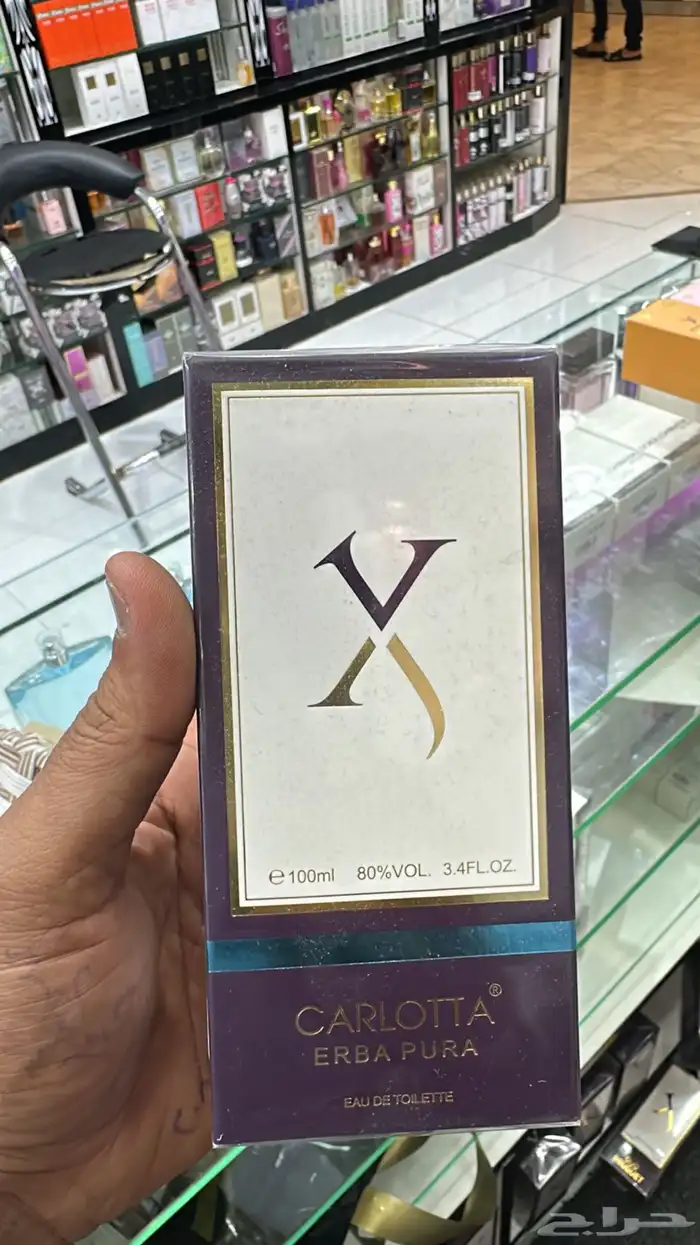 ℮100ml 80%VOL. 3.4FL.OZ.
CARLOTTA®
ERBA PURA
EAU DE TOILETTE
حراج